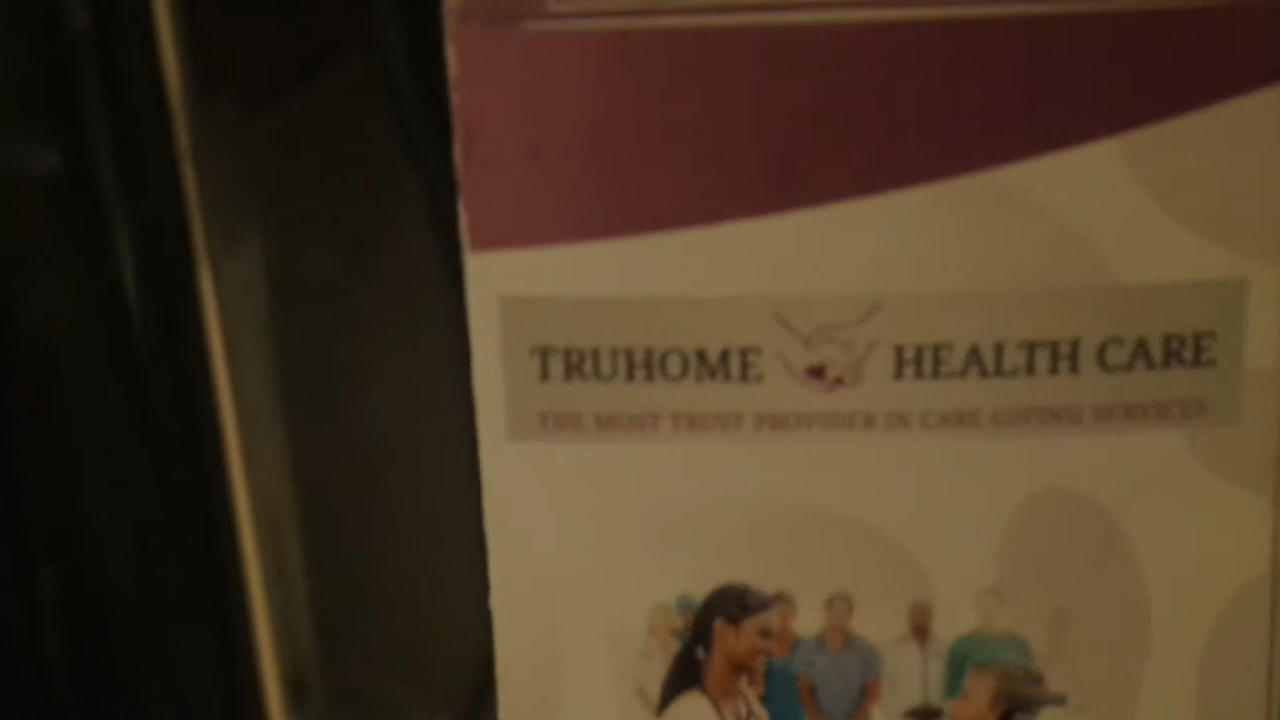 TRUHOME HEALTH CARE
THE MOST TRUST PROVIDER IN CARE GIVING SERVICES